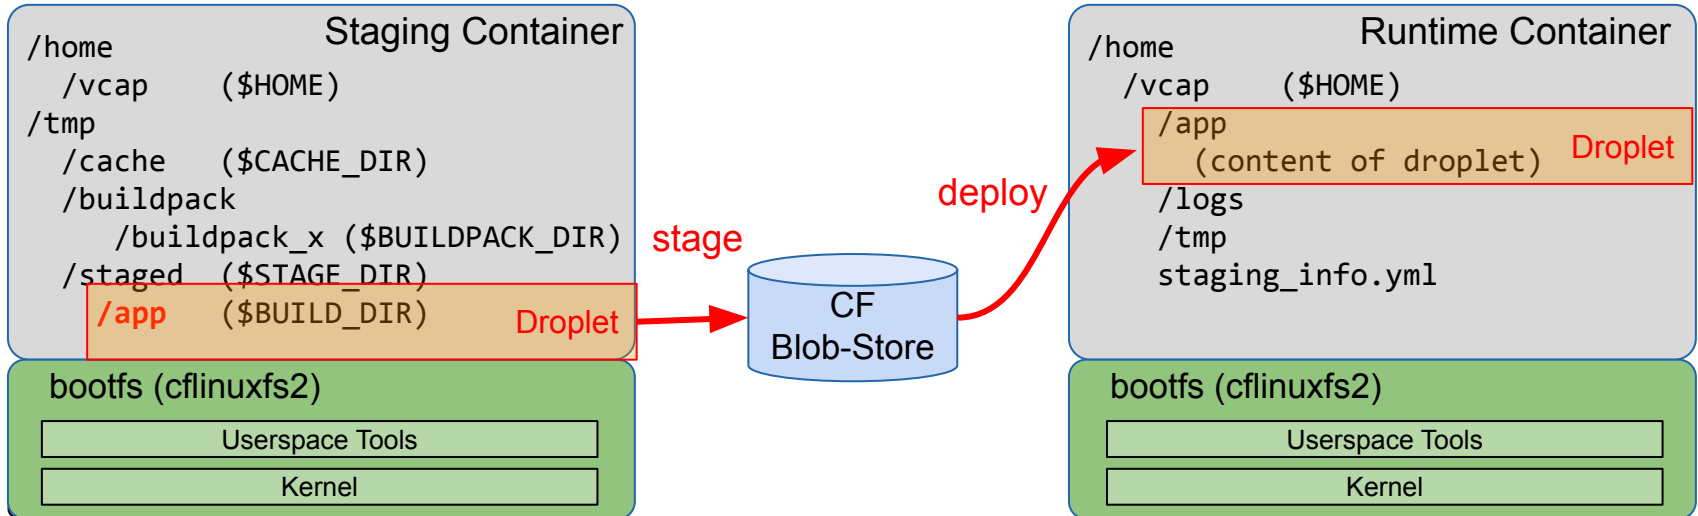 Staging Container
/home
/vcap ($HOME)
/tmp
/cache ($CACHE_DIR)
/buildpack
/buildpack_x ($BUILDPACK_DIR)
/staged ($STAGE_DIR)
/app ($BUILD_DIR) Droplet
bootfs (cflinuxfs2)
Userspace Tools
Kernel
stage
CF
Blob-Store
deploy
Runtime Container
/home
/vcap ($HOME)
/app
(content of droplet) Droplet
/logs
/tmp
staging_info.yml
bootfs (cflinuxfs2)
Userspace Tools
Kernel